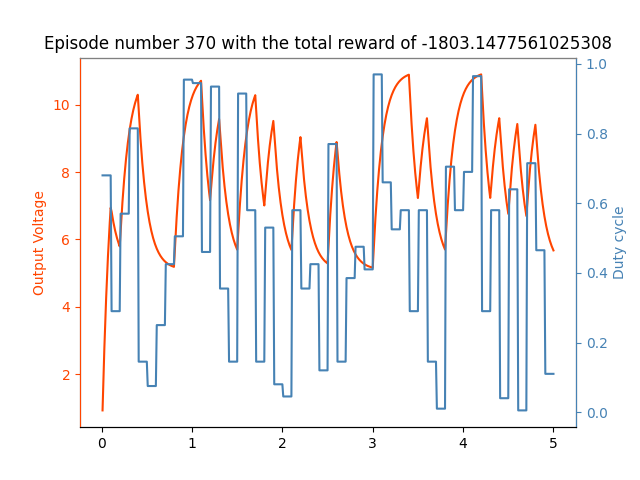 Episode number 370 with the total reward of -1803.1477561025308
10
8
6
4
2
Output Voltage
1.0
0.8
0.6
0.4
0.2
0.0
Duty cycle
0 1 2 3 4 5